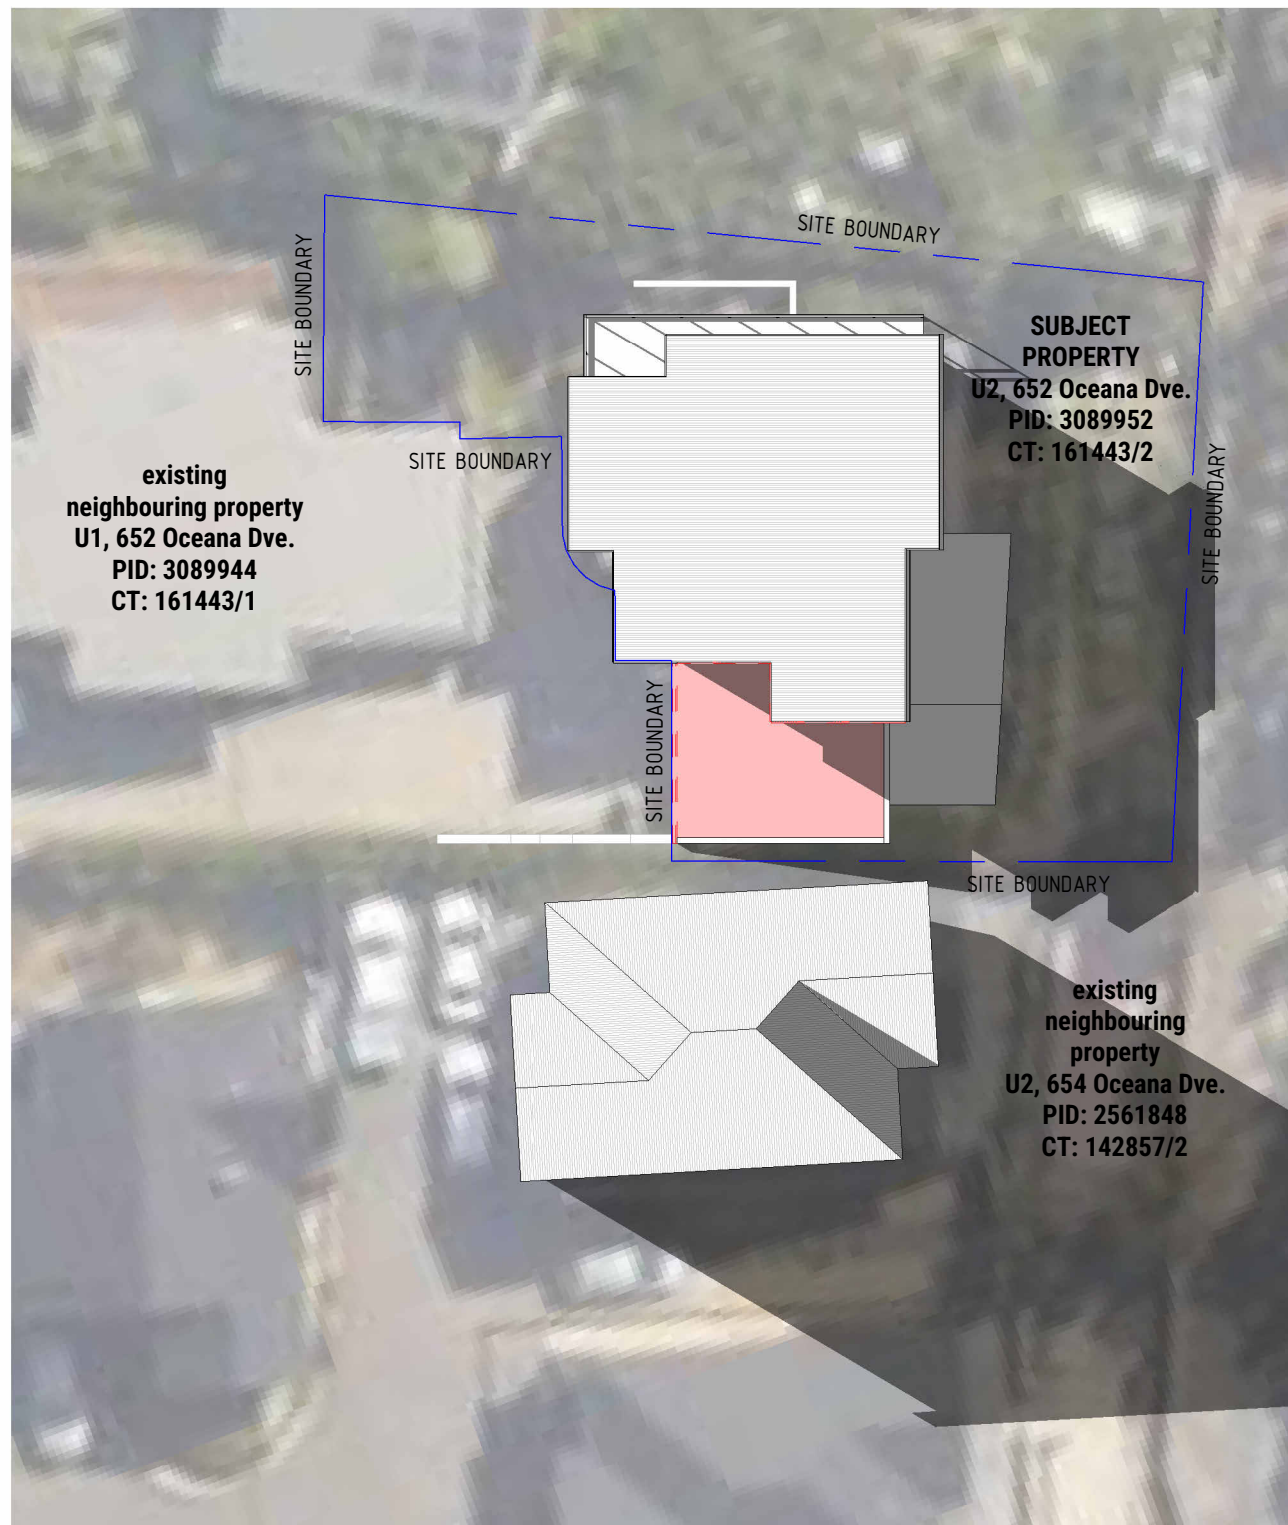 SITE BOUNDARY
SITE BOUNDARY
SUBJECT
PROPERTY
U2, 652 Oceana Dve.
PID: 3089952
CT: 161443/2
SITE BOUNDARY
existing
neighbouring property
U1, 652 Oceana Dve.
PID: 3089944
CT: 161443/1
SITE BOUNDARY
SITE BOUNDARY
SITE BOUNDARY
existing
neighbouring
property
U2, 654 Oceana Dve.
PID: 2561848
CT: 142857/2